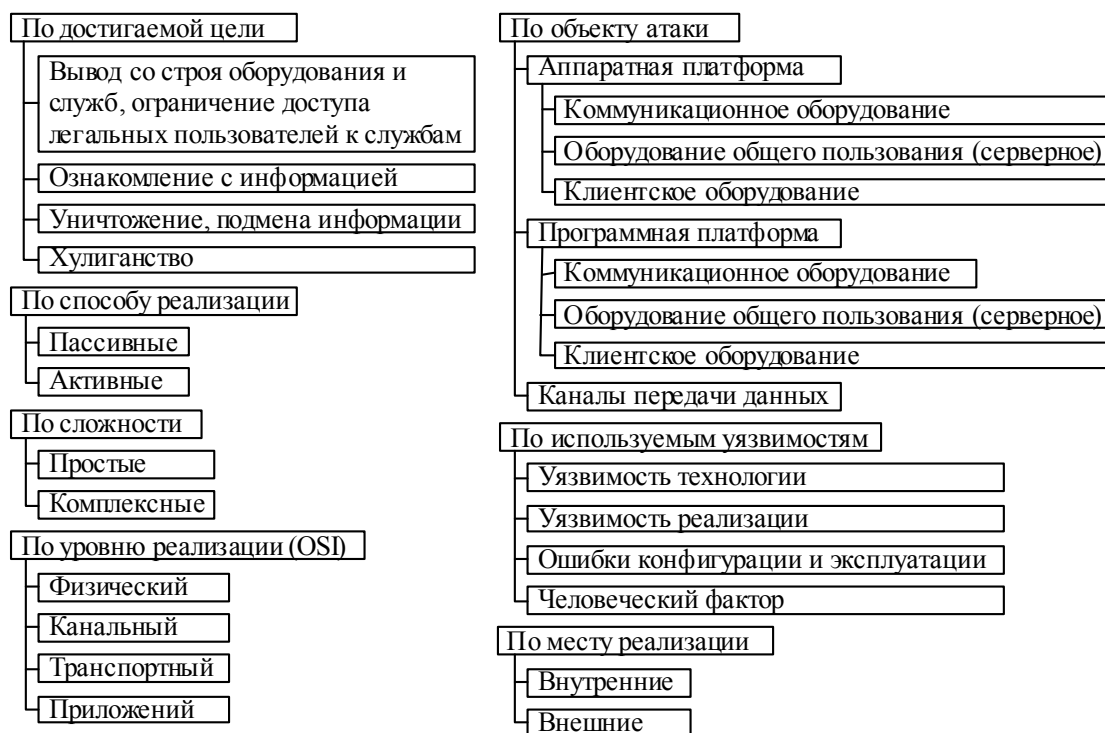 По достигаемой цели
Вывод со строя оборудования и
служб, ограничение доступа
легальных пользователей к службам
Ознакомление с информацией
Уничтожение, подмена информации
Хулиганство
По способу реализации
Пассивные
Активные
По сложности
Простые
Комплексные
По уровню реализации (OSI)
Физический
Канальный
Транспортный
Приложений
По объекту атаки
Аппаратная платформа
Коммуникационное оборудование
Оборудование общего пользования (серверное)
Клиентское оборудование
Программная платформа
Коммуникационное оборудование
Оборудование общего пользования (серверное)
Клиентское оборудование
Каналы передачи данных
По используемым уязвимостям
Уязвимость технологии
Уязвимость реализации
Ошибки конфигурации и эксплуатации
Человеческий фактор
По месту реализации
Внутренние
Внешние